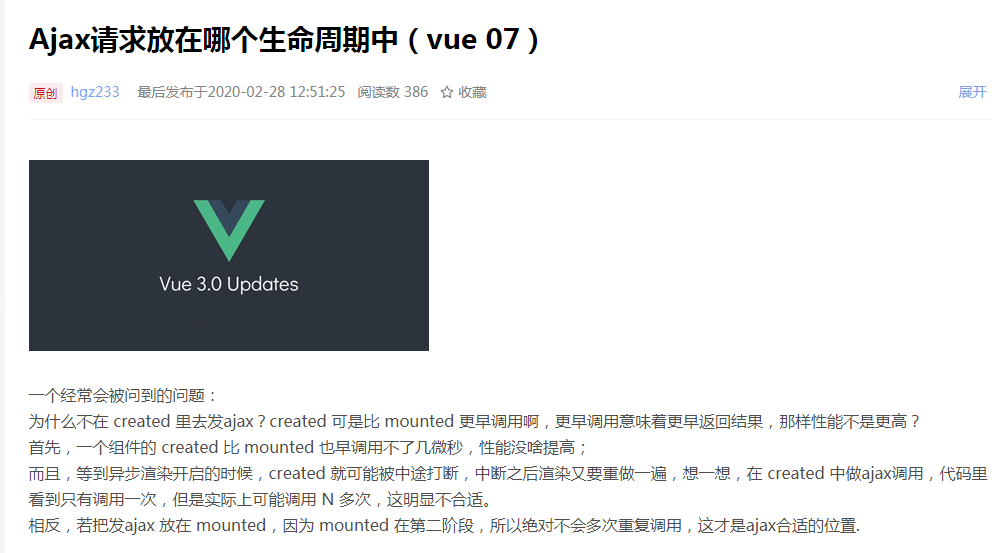 Ajax请求放在哪个生命周期中（vue 07）
原创 hgz233 最后发布于2020-02-28 12:51:25 阅读数 386 ☆ 收藏 展开
Vue 3.0 Updates
一个经常会被问到的问题：
为什么不在 created 里去发ajax？created 可是比 mounted 更早调用啊，更早调用意味着更早返回结果，那样性能不是更高？
首先，一个组件的 created 比 mounted 也早调用不了几微秒，性能没啥提高；
而且，等到异步渲染开启的时候，created 就可能被中途打断，中断之后渲染又要重做一遍，想一想，在 created 中做ajax调用，代码里
看到只有调用一次，但是实际上可能调用 N 多次，这明显不合适。
相反，若把发ajax 放在 mounted，因为 mounted 在第二阶段，所以绝对不会多次重复调用，这才是ajax合适的位置.